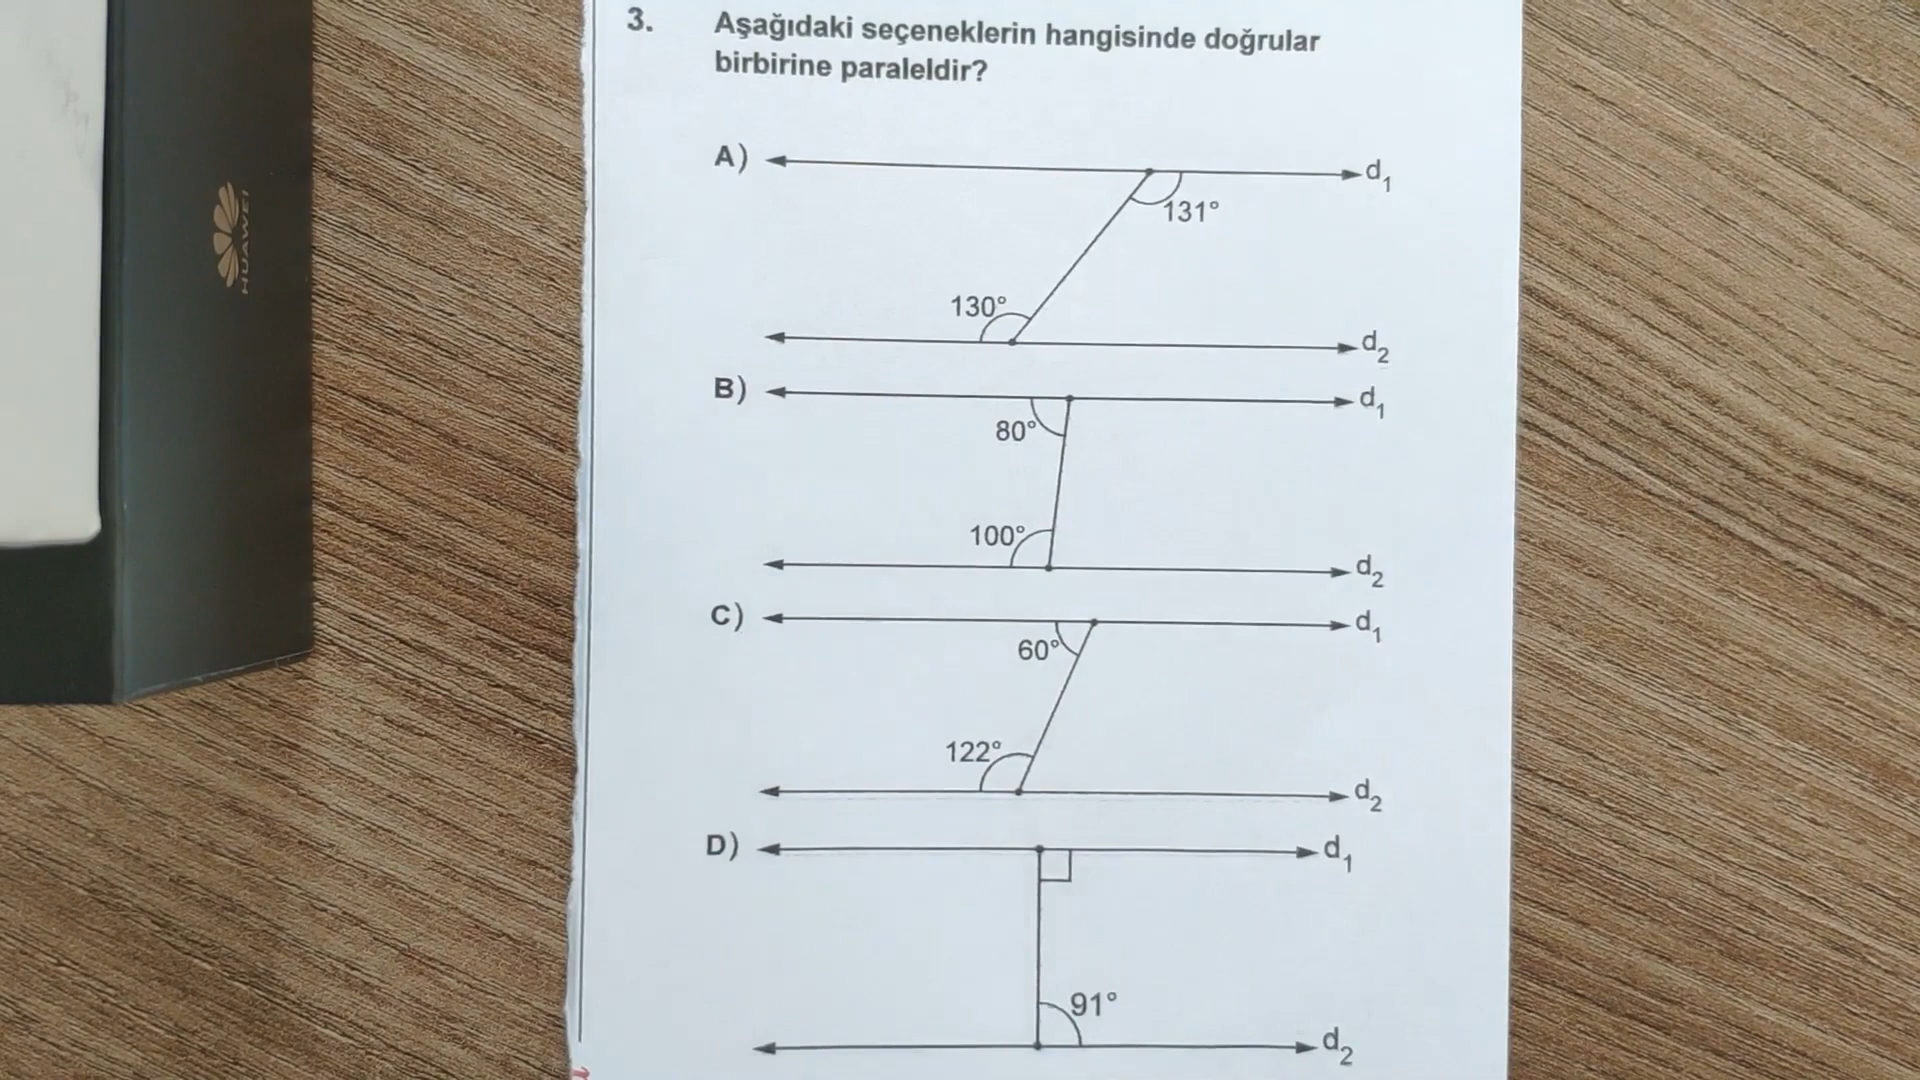 HUAWEI
3. Aşağıdaki seçeneklerin hangisinde doğrular
birbirine paraleldir?
A) d₁
131°
130°
d₂
B) d₁
80°
100°
d₂
C) d₁
60°
122°
d₂
D) d₁
91°
d₂